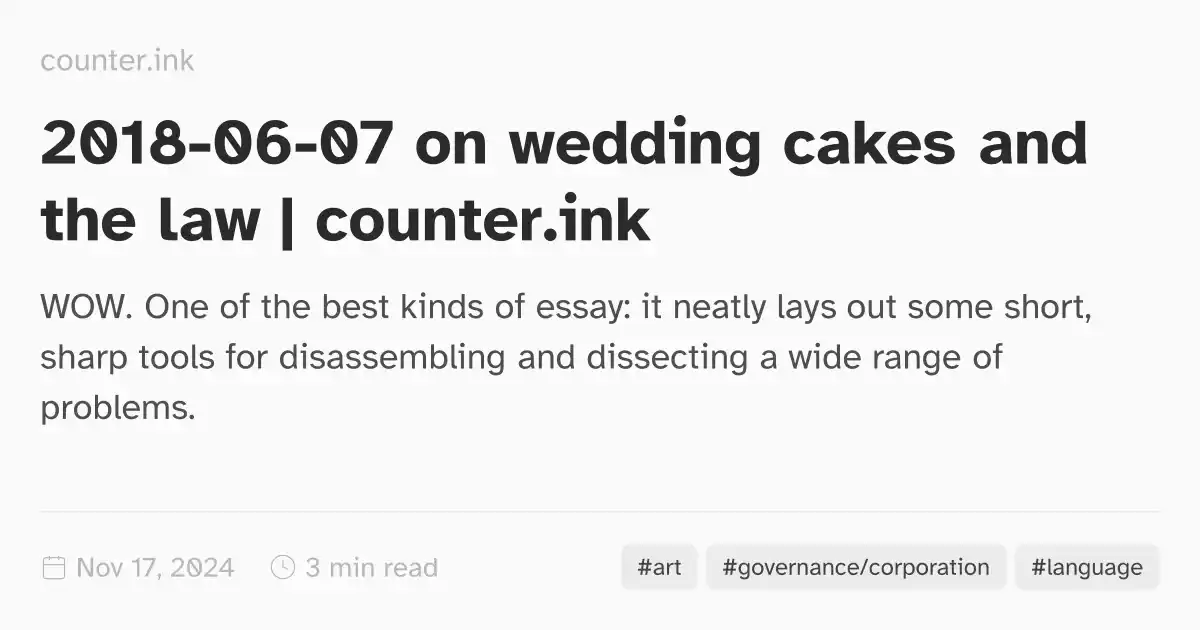 counter.ink
2018-06-07 on wedding cakes and
the law | counter.ink
WOW. One of the best kinds of essay: it neatly lays out some short,
sharp tools for disassembling and dissecting a wide range of
problems.
Nov 17, 2024 3 min read #art #governance/corporation #language